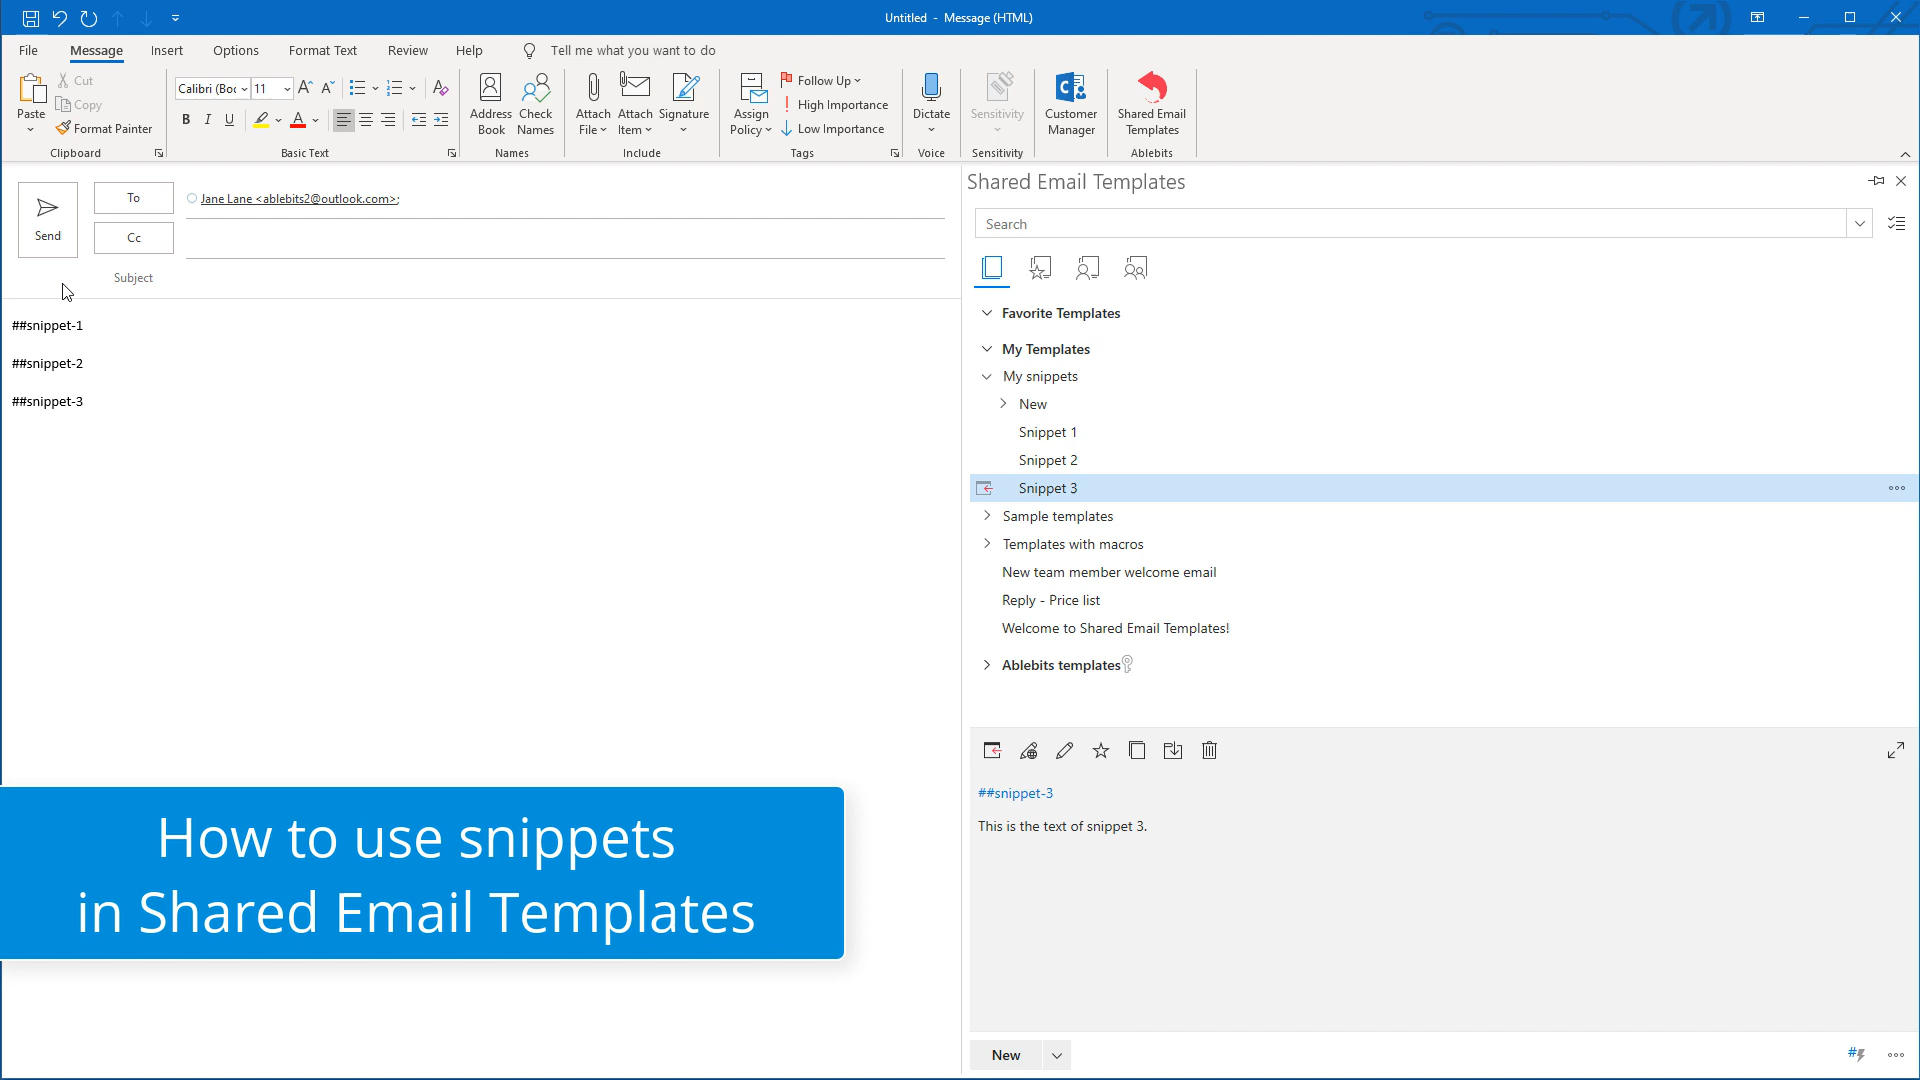 Untitled - Message (HTML)
File Message Insert Options Format Text Review Help Tell me what you want to do
Paste
Cut
Copy
Format Painter
Clipboard
Calibri (Boc 11
B I U A
Basic Text
Address Book
Check Names
Names
Attach File
Attach Item
Signature
Include
Assign Policy
Follow Up
High Importance
Low Importance
Tags
Dictate
Voice
Sensitivity
Sensitivity
Customer Manager
Shared Email Templates
Ablebits
Send
To
Jane Lane <ablebits2@outlook.com>;
Cc
Subject
##snippet-1
##snippet-2
##snippet-3
How to use snippets
in Shared Email Templates
Shared Email Templates
Search
Favorite Templates
My Templates
My snippets
New
Snippet 1
Snippet 2
Snippet 3
Sample templates
Templates with macros
New team member welcome email
Reply - Price list
Welcome to Shared Email Templates!
Ablebits templates
##snippet-3
This is the text of snippet 3.
New